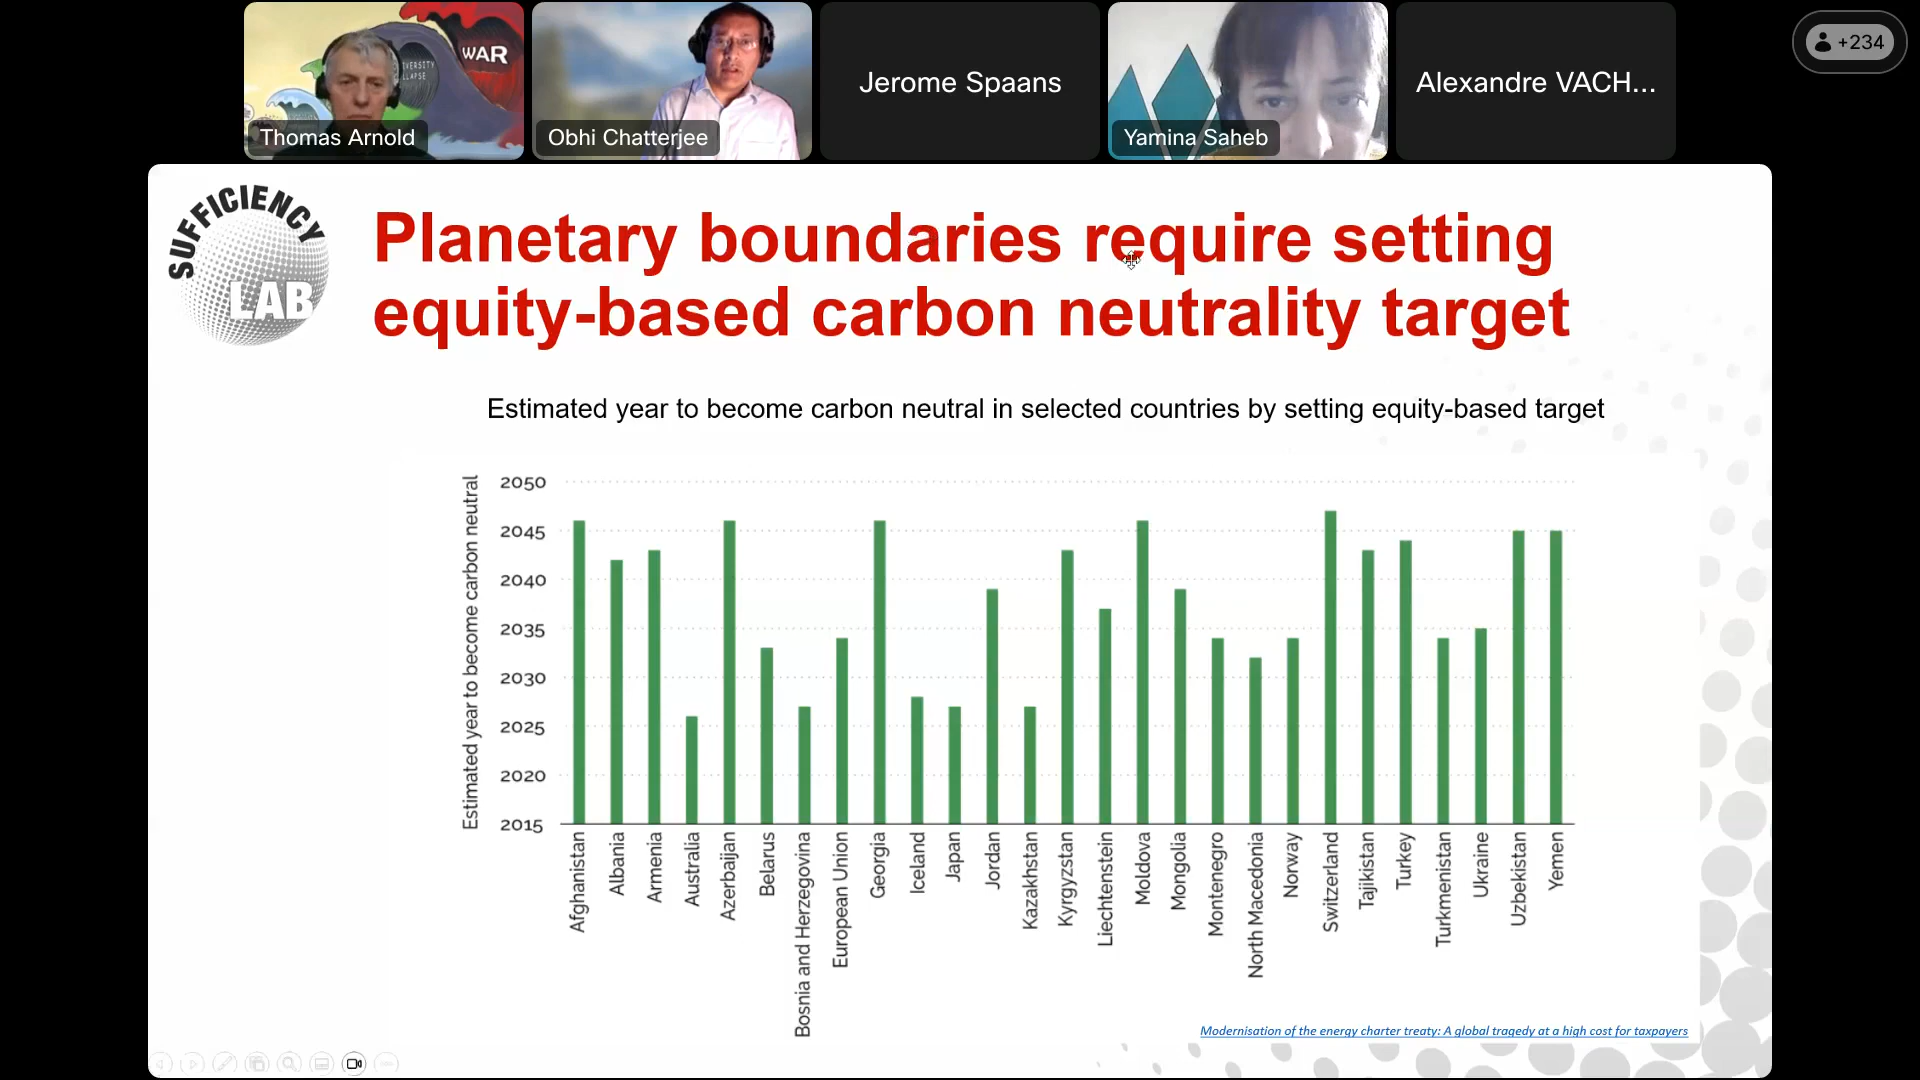 WAR
Thomas Arnold
Obhi Chatterjee
Jerome Spaans
Yamina Saheb
Alexandre VACH...
+234
SUFFICIENCY
LAB
Planetary boundaries require setting
equity-based carbon neutrality target
Estimated year to become carbon neutral in selected countries by setting equity-based target
Estimated year to become carbon neutral
2050
2045
2040
2035
2030
2025
2020
2015
Afghanistan
Albania
Armenia
Australia
Azerbaijan
Belarus
Bosnia and Herzegovina
European Union
Georgia
Iceland
Japan
Jordan
Kazakhstan
Kyrgyzstan
Liechtenstein
Moldova
Mongolia
Montenegro
North Macedonia
Norway
Switzerland
Tajikistan
Turkey
Turkmenistan
Ukraine
Uzbekistan
Yemen
Modernisation of the energy charter treaty: A global tragedy at a high cost for taxpayers